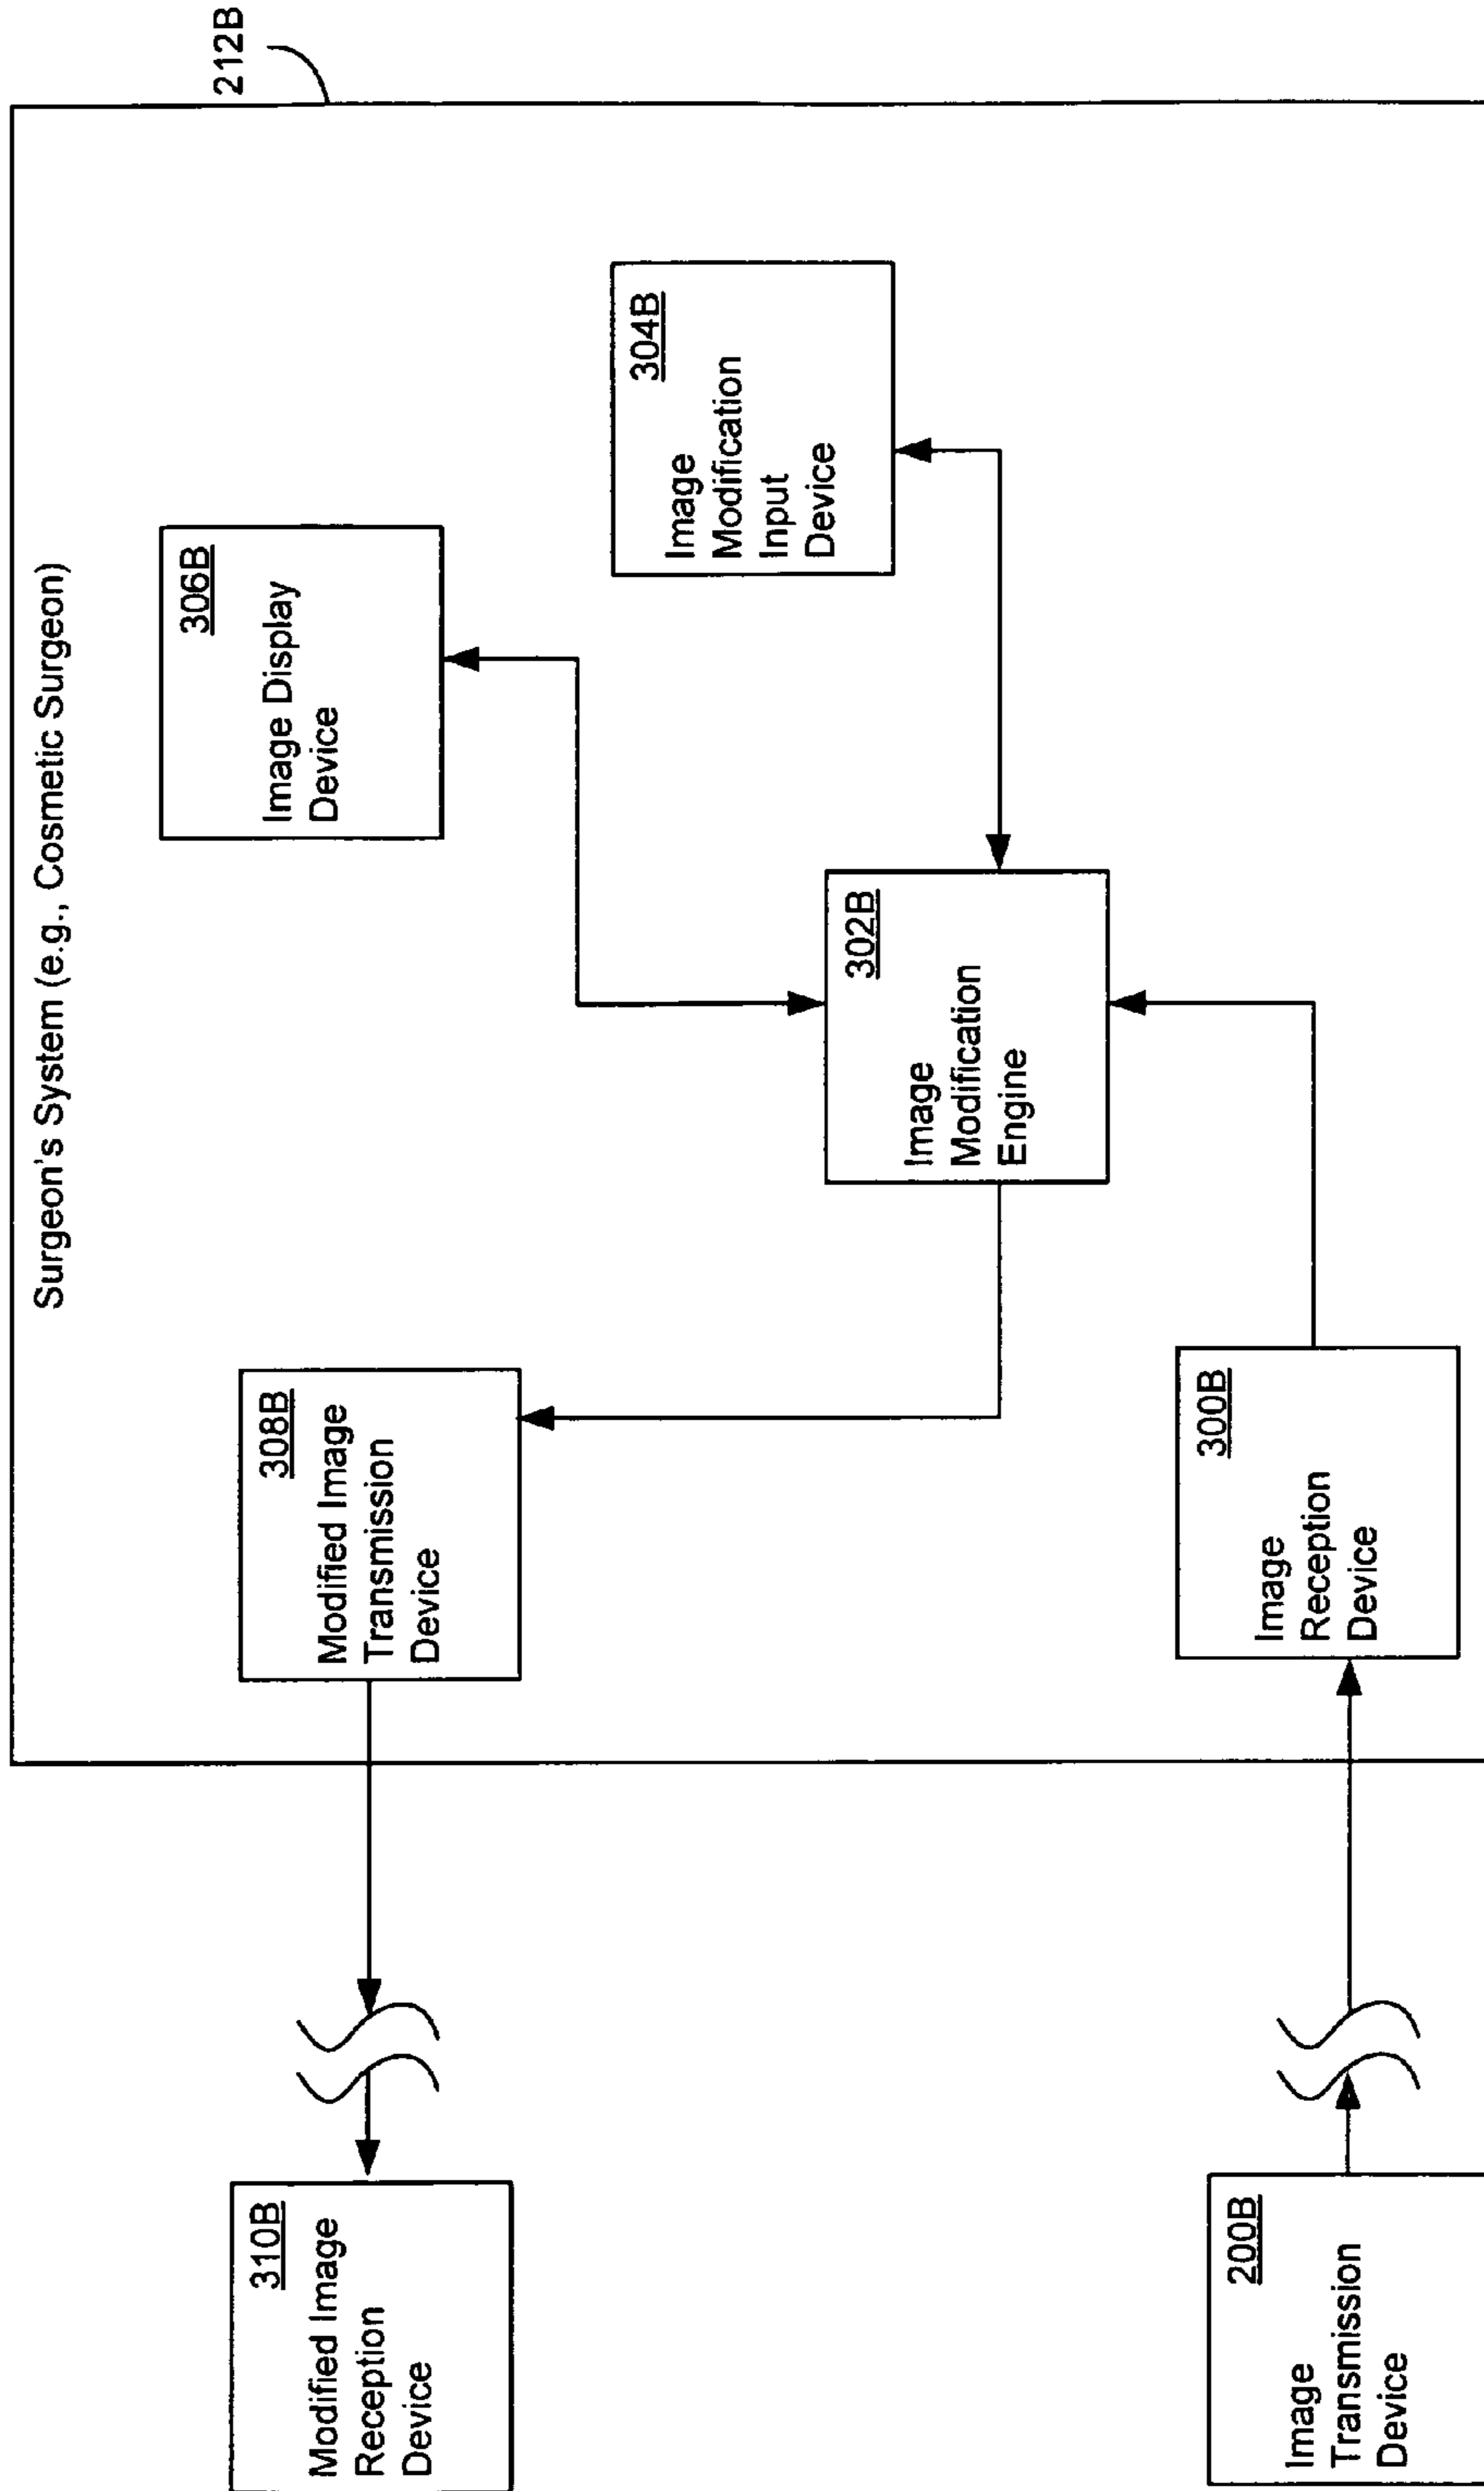 Surgeon's System (e.g., Cosmetic Surgeon)
212B
310B
Modified Image
Reception
Device
308B
Modified Image
Transmission
Device
306B
Image Display
Device
304B
Image
Modification
Input
Device
302B
Image
Modification
Engine
200B
Image
Transmission
Device
300B
Image
Reception
Device